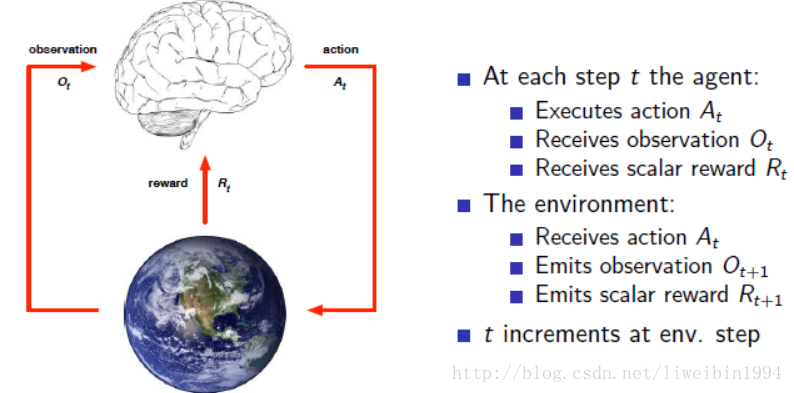 observation
O_t
action
A_t
reward R_t
At each step t the agent:
Executes action A_t
Receives observation O_t
Receives scalar reward R_t
The environment:
Receives action A_t
Emits observation O_{t+1}
Emits scalar reward R_{t+1}
t increments at env. step
http://blog.csdn.net/liweibin1994